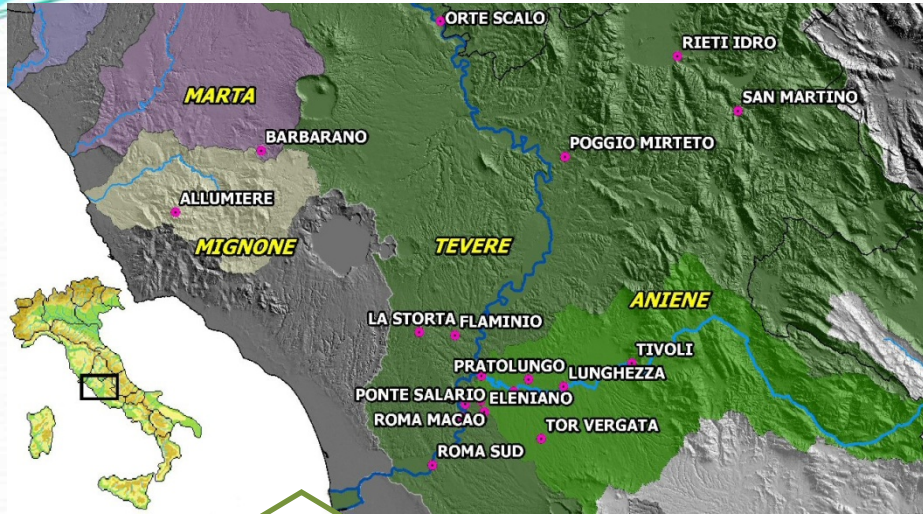 ORTE SCALO
RIETI IDRO
MARTA
SAN MARTINO
BARBARANO
POGGIO MIRTETO
ALLUMIERE
MIGNONE
TEVERE
ANIENE
LA STORTA
FLAMINIO
TIVOLI
PRATOLUNGO
LUNGHEZZA
PONTE SALARIO
ELENIANO
ROMA MACAO
TOR VERGATA
ROMA SUD